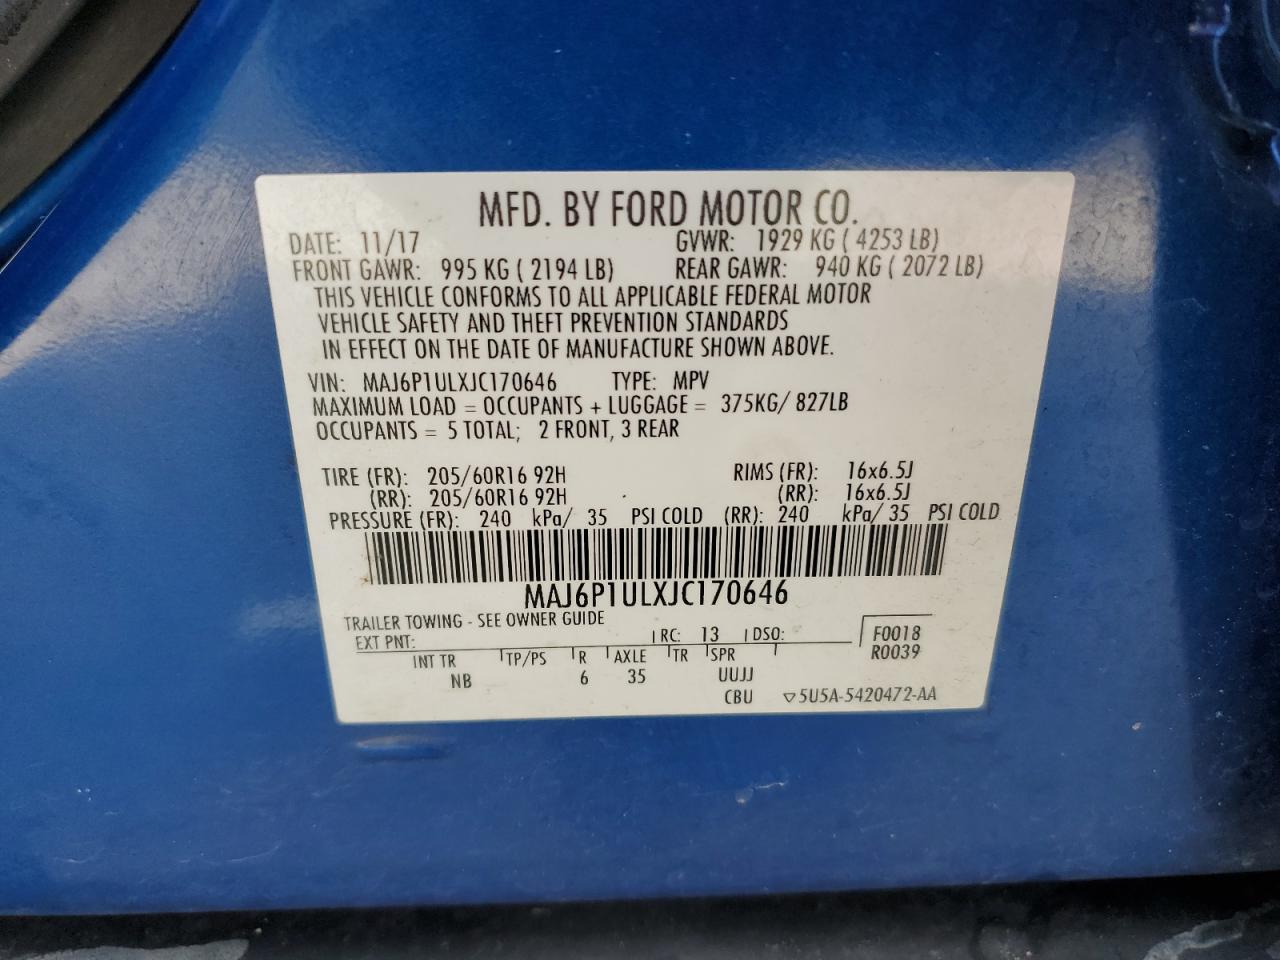 MFD. BY FORD MOTOR CO.
DATE: 11/17 GVWR: 1929 KG ( 4253 LB)
FRONT GAWR: 995 KG ( 2194 LB) REAR GAWR: 940 KG ( 2072 LB)
THIS VEHICLE CONFORMS TO ALL APPLICABLE FEDERAL MOTOR
VEHICLE SAFETY AND THEFT PREVENTION STANDARDS
IN EFFECT ON THE DATE OF MANUFACTURE SHOWN ABOVE.
VIN: MAJ6P1ULXJC170646 TYPE: MPV
MAXIMUM LOAD = OCCUPANTS + LUGGAGE = 375KG/ 827LB
OCCUPANTS = 5 TOTAL; 2 FRONT, 3 REAR
TIRE (FR): 205/60R16 92H RIMS (FR): 16x6.5J
(RR): 205/60R16 92H (RR): 16x6.5J
PRESSURE (FR): 240 kPa/ 35 PSI COLD (RR): 240 kPa/ 35 PSI COLD
MAJ6P1ULXJC170646
TRAILER TOWING - SEE OWNER GUIDE
EXT PNT: RC: 13 DSO: F0018
R0039
INT TR TP/PS R AXLE TR SPR
NB 6 35 UUJJ
CBU ▽5U5A-5420472-AA